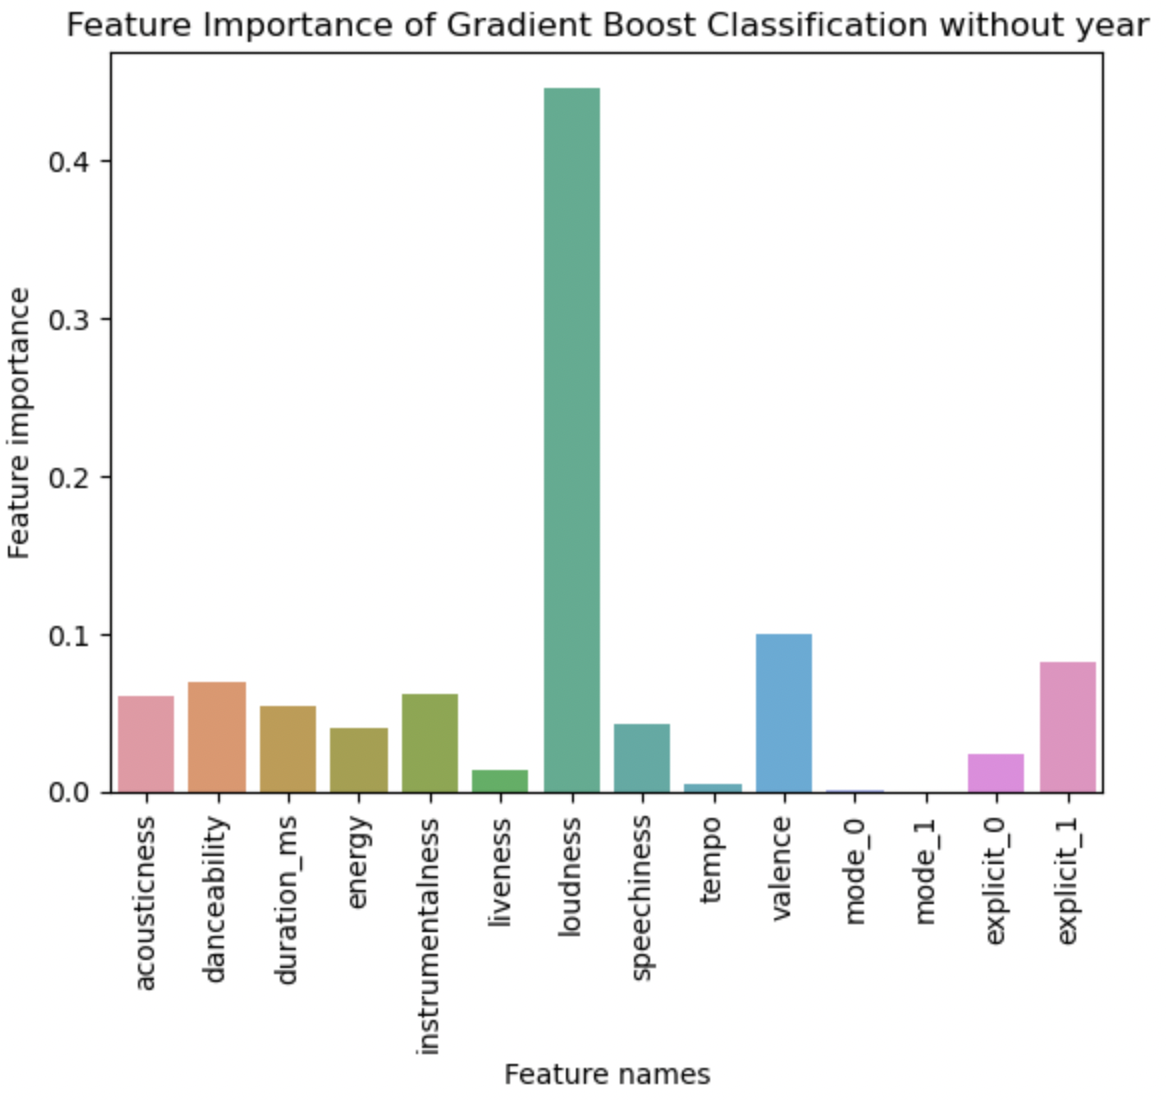 Feature Importance of Gradient Boost Classification without year
Feature importance
0.4
0.3
0.2
0.1
0.0
acousticness
danceability
duration_ms
energy
instrumentalness
liveness
loudness
speechiness
tempo
valence
mode_0
mode_1
explicit_0
explicit_1
Feature names